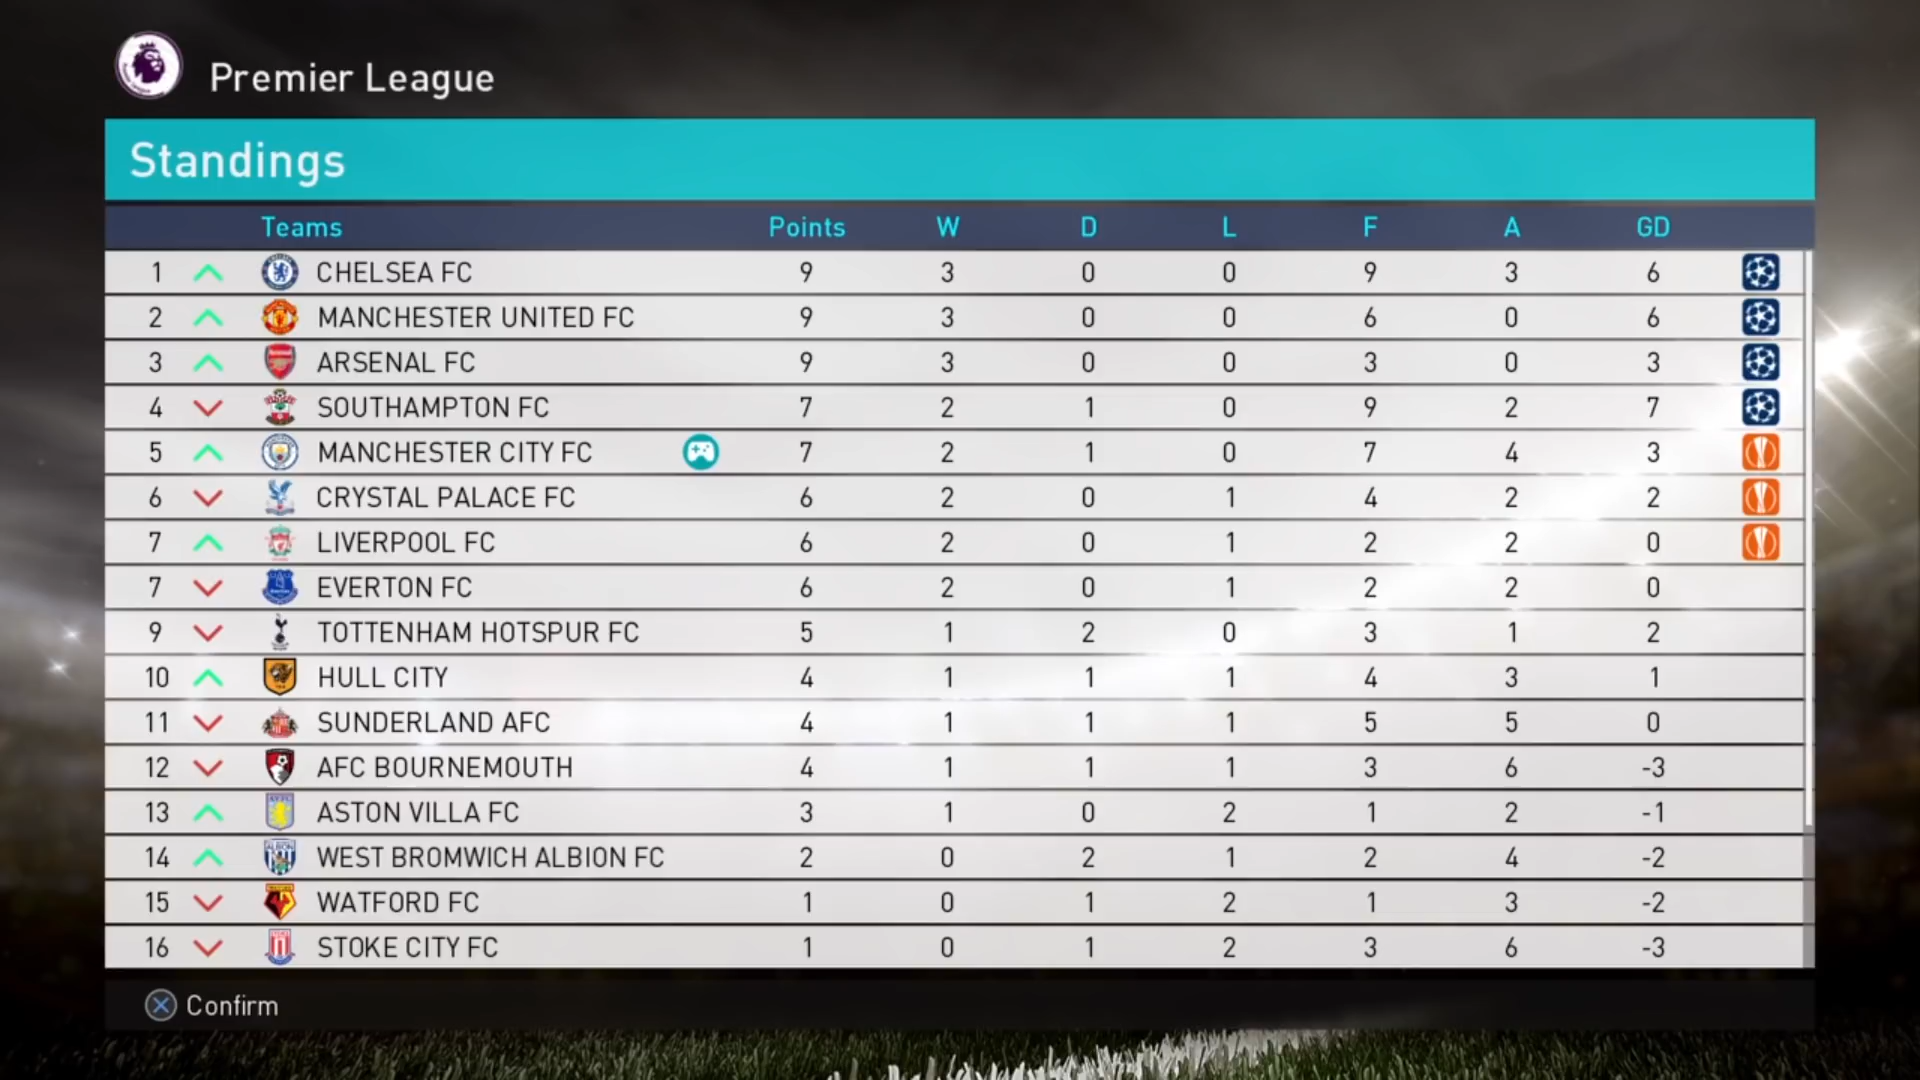 Premier League
Standings
Teams Points W D L F A GD
1 CHELSEA FC 9 3 0 0 9 3 6
2 MANCHESTER UNITED FC 9 3 0 0 6 0 6
3 ARSENAL FC 9 3 0 0 3 0 3
4 SOUTHAMPTON FC 7 2 1 0 9 2 7
5 MANCHESTER CITY FC 7 2 1 0 7 4 3
6 CRYSTAL PALACE FC 6 2 0 1 4 2 2
7 LIVERPOOL FC 6 2 0 1 2 2 0
7 EVERTON FC 6 2 0 1 2 2 0
9 TOTTENHAM HOTSPUR FC 5 1 2 0 3 1 2
10 HULL CITY 4 1 1 1 4 3 1
11 SUNDERLAND AFC 4 1 1 1 5 5 0
12 AFC BOURNEMOUTH 4 1 1 1 3 6 -3
13 ASTON VILLA FC 3 1 0 2 1 2 -1
14 WEST BROMWICH ALBION FC 2 0 2 1 2 4 -2
15 WATFORD FC 1 0 1 2 1 3 -2
16 STOKE CITY FC 1 0 1 2 3 6 -3
Confirm